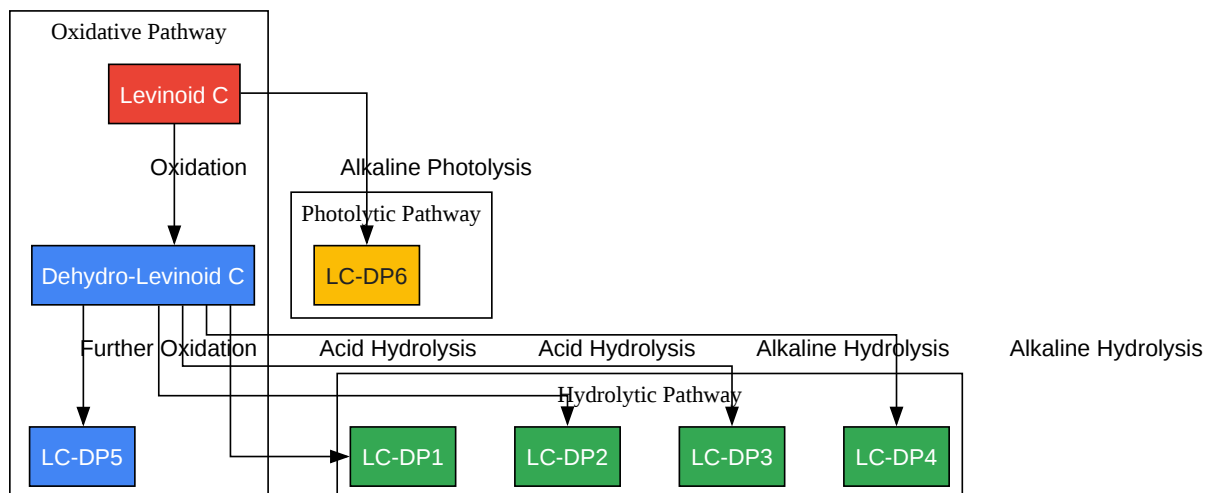 Oxidative Pathway
Levinoid C
Oxidation
Alkaline Photolysis
Photolytic Pathway
Dehydro-Levinoid C
LC-DP6
Further Oxidation
Acid Hydrolysis
Acid Hydrolysis
Alkaline Hydrolysis
Alkaline Hydrolysis
Hydrolytic Pathway
LC-DP5
LC-DP1
LC-DP2
LC-DP3
LC-DP4